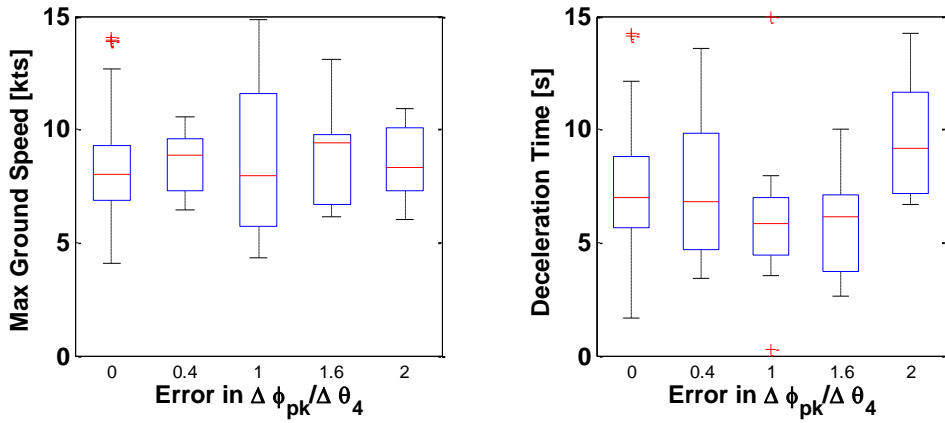 Max Ground Speed [kts]
15
10
5
0
0 0.4 1 1.6 2
Error in Δ ϕpk/Δ θ4
Deceleration Time [s]
15
10
5
0
0 0.4 1 1.6 2
Error in Δ ϕpk/Δ θ4